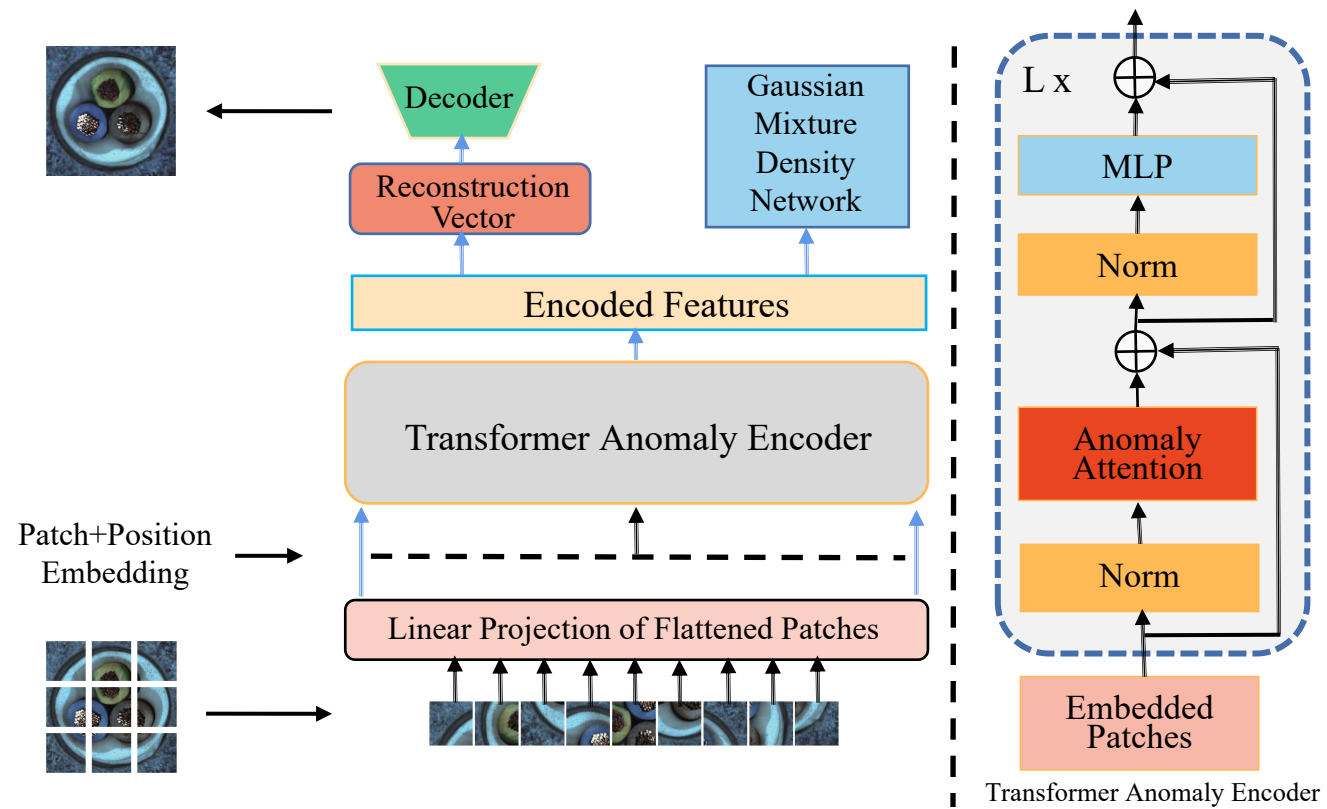 Decoder
Reconstruction
Vector
Gaussian
Mixture
Density
Network
Encoded Features
Transformer Anomaly Encoder
Patch+Position
Embedding
Linear Projection of Flattened Patches
L x
MLP
Norm
Anomaly
Attention
Norm
Embedded
Patches
Transformer Anomaly Encoder